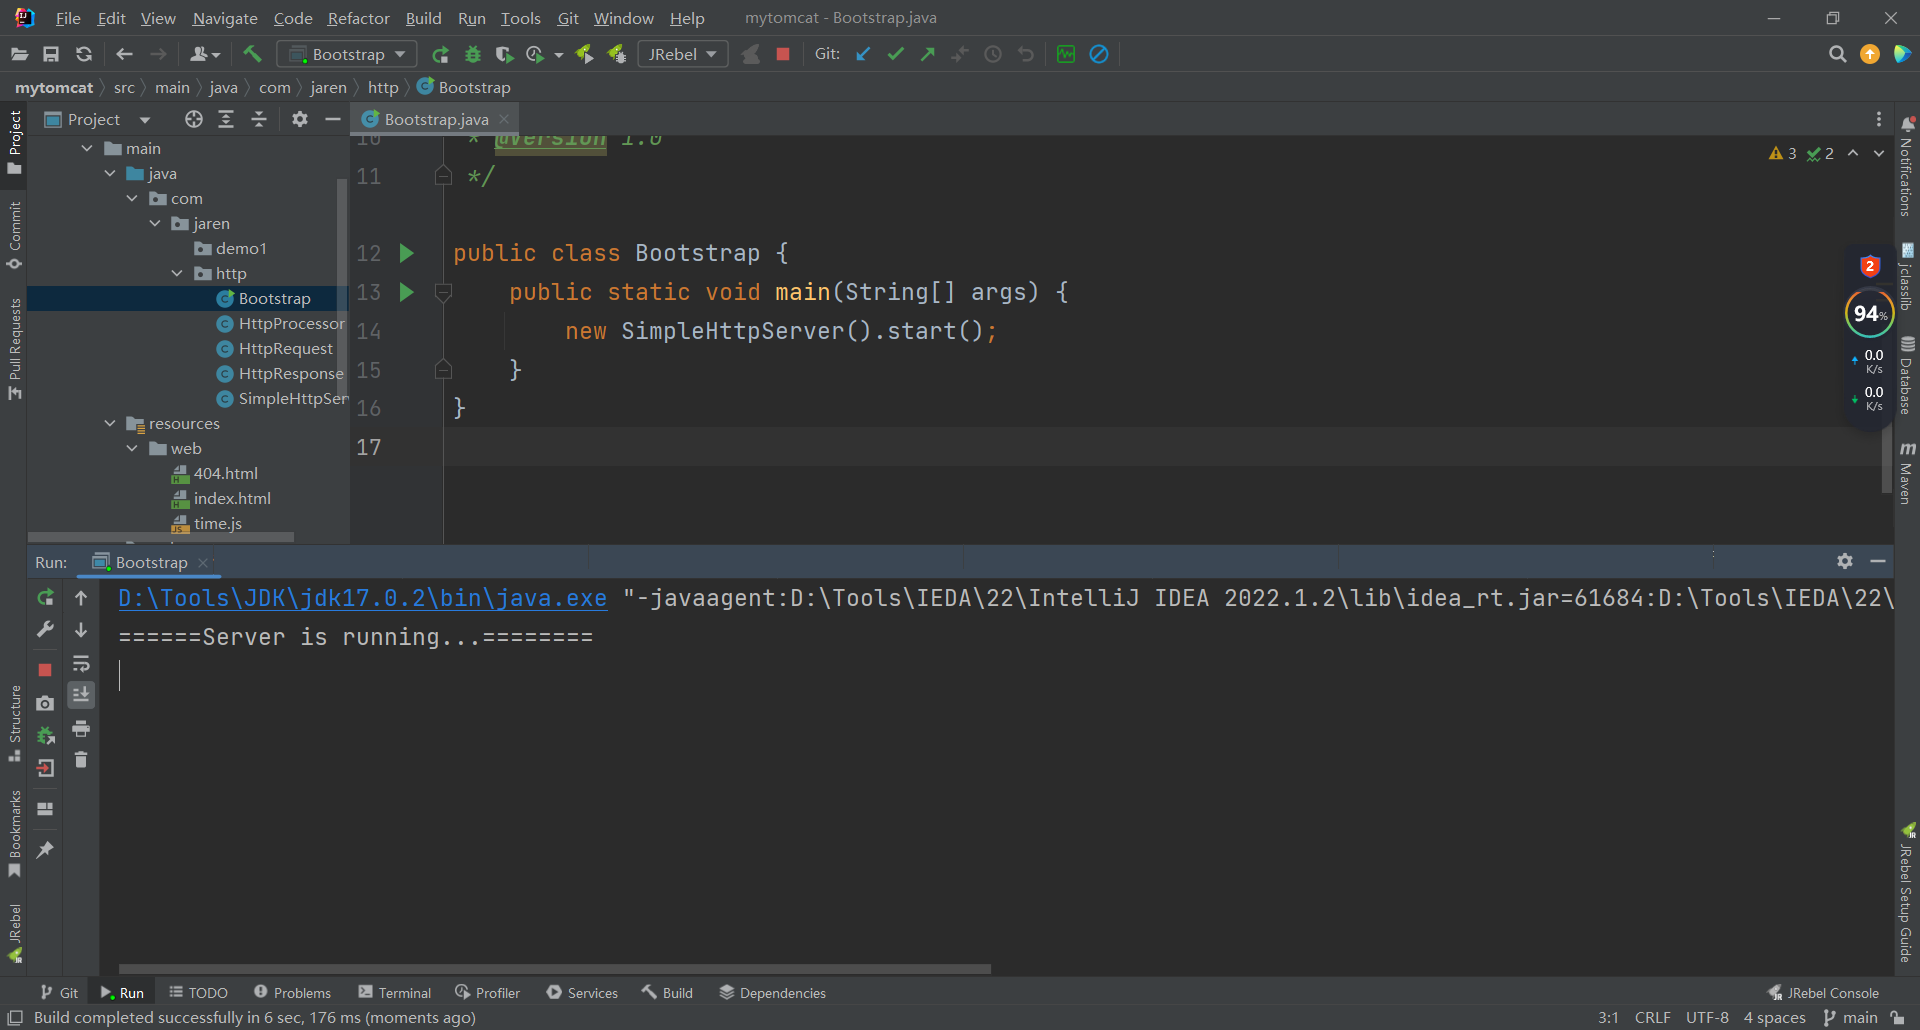 File Edit View Navigate Code Refactor Build Run Tools Git Window Help mytomcat - Bootstrap.java
Bootstrap JRebel Git:
mytomcat src main java com jaren http Bootstrap
Project
Bootstrap.java
main
java
com
jaren
demo1
http
Bootstrap
HttpProcessor
HttpRequest
HttpResponse
SimpleHttpSer
resources
web
404.html
index.html
time.js
10 * @version 1.0
11 */
12 public class Bootstrap {
13 public static void main(String[] args) {
14 new SimpleHttpServer().start();
15 }
16 }
17
3 2
2
94%
0.0
K/s
0.0
K/s
Project
Commit
Pull Requests
Structure
Bookmarks
JRebel
Notifications
jclasslib
Database
Maven
JRebel Setup Guide
Run: Bootstrap
D:\Tools\JDK\jdk17.0.2\bin\java.exe "-javaagent:D:\Tools\IEDA\22\IntelliJ IDEA 2022.1.2\lib\idea_rt.jar=61684:D:\Tools\IEDA\22\
======Server is running...========
Git Run TODO Problems Terminal Profiler Services Build Dependencies JRebel Console
Build completed successfully in 6 sec, 176 ms (moments ago) 3:1 CRLF UTF-8 4 spaces main